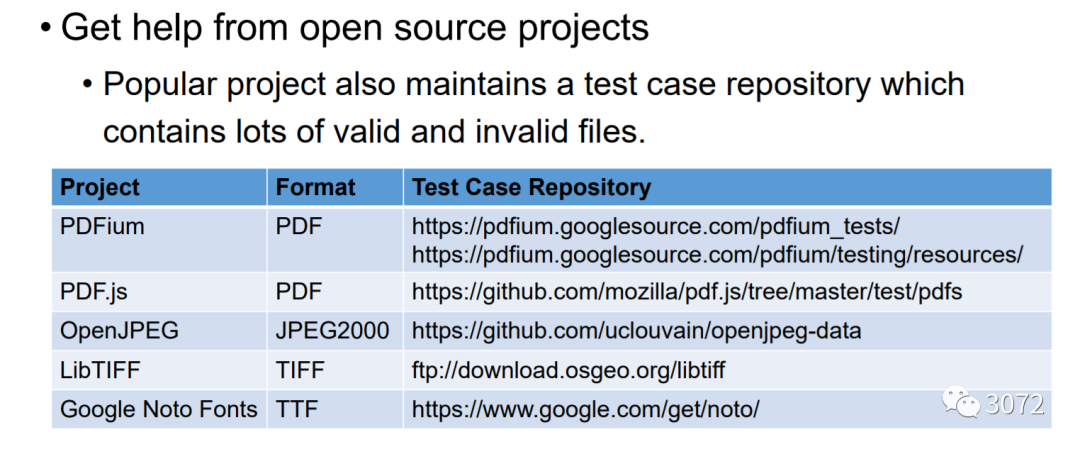 • Get help from open source projects
• Popular project also maintains a test case repository which
contains lots of valid and invalid files.
Project Format Test Case Repository
PDFium PDF https://pdfium.googlesource.com/pdfium_tests/
https://pdfium.googlesource.com/pdfium/testing/resources/
PDF.js PDF https://github.com/mozilla/pdf.js/tree/master/test/pdfs
OpenJPEG JPEG2000 https://github.com/uclouvain/openjpeg-data
LibTIFF TIFF ftp://download.osgeo.org/libtiff
Google Noto Fonts TTF https://www.google.com/get/noto/
3072